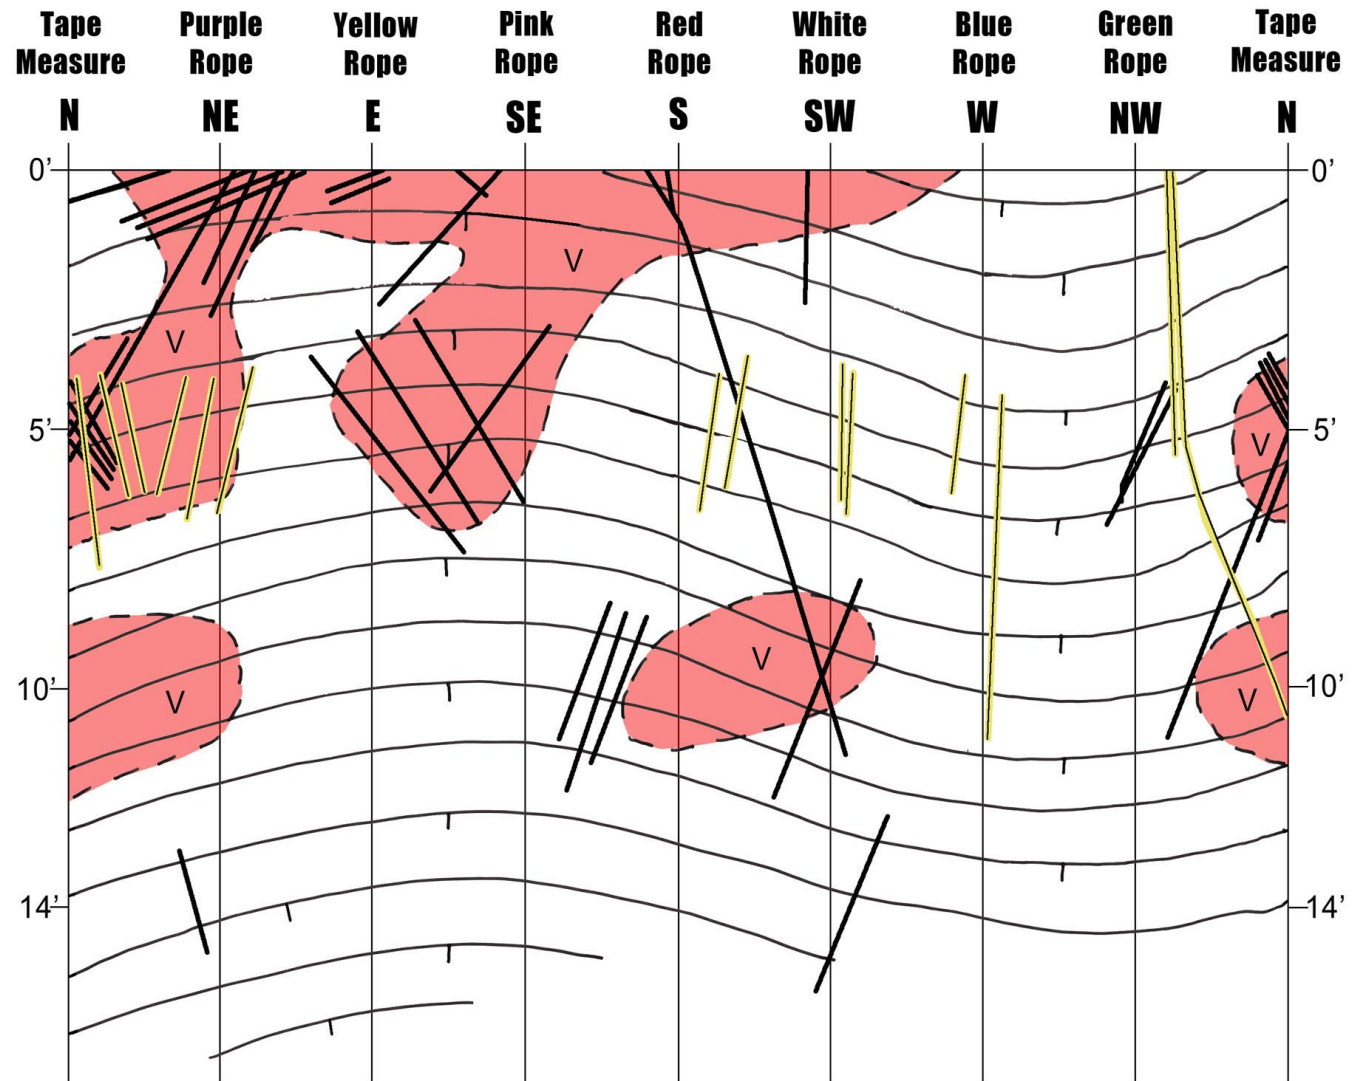 Tape Measure
Purple Rope
Yellow Rope
Pink Rope
Red Rope
White Rope
Blue Rope
Green Rope
Tape Measure
N NE E SE S SW W NW N
0’ 0’
V
V
5’ 5’
V
V
V
10’ 10’
V
14’ 14’